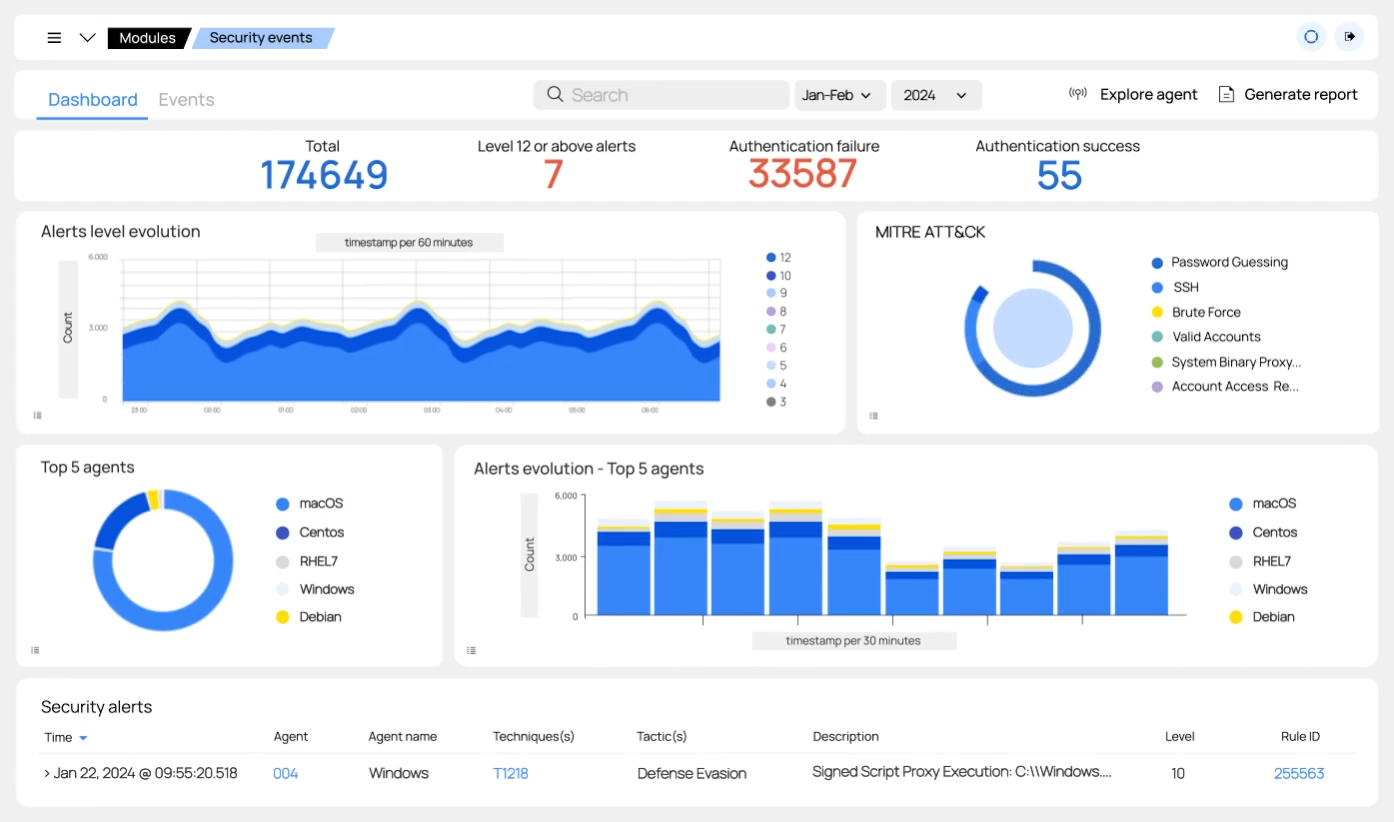 Modules Security events
Dashboard Events Search Jan-Feb 2024 Explore agent Generate report
Total Level 12 or above alerts Authentication failure Authentication success
174649 7 33587 55
Alerts level evolution
timestamp per 60 minutes
Count
6.000
3.000
0
23:00 00:00 01:00 02:00 03:00 04:00 05:00 06:00
12
10
9
8
7
6
5
4
3
MITRE ATT&CK
Password Guessing
SSH
Brute Force
Valid Accounts
System Binary Proxy...
Account Access Re...
Top 5 agents
macOS
Centos
RHEL7
Windows
Debian
Alerts evolution - Top 5 agents
Count
6,000
3,000
0
timestamp per 30 minutes
macOS
Centos
RHEL7
Windows
Debian
Security alerts
Time Agent Agent name Techniques(s) Tactic(s) Description Level Rule ID
> Jan 22, 2024 @ 09:55:20.518 004 Windows T1218 Defense Evasion Signed Script Proxy Execution: C:\\Windows.... 10 255563